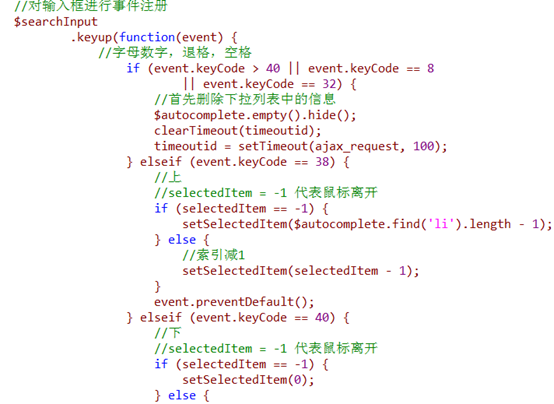 //对输入框进行事件注册
$searchInput
        .keyup(function(event) {
            //字母数字，退格，空格
                if (event.keyCode > 40 || event.keyCode == 8
                        || event.keyCode == 32) {
                    //首先删除下拉列表中的信息
                    $autocomplete.empty().hide();
                    clearTimeout(timeoutid);
                    timeoutid = setTimeout(ajax_request, 100);
                } elseif (event.keyCode == 38) {
                    //上
                    //selectedItem = -1 代表鼠标离开
                    if (selectedItem == -1) {
                        setSelectedItem($autocomplete.find('li').length - 1);
                    } else {
                        //索引减1
                        setSelectedItem(selectedItem - 1);
                    }
                    event.preventDefault();
                } elseif (event.keyCode == 40) {
                    //下
                    //selectedItem = -1 代表鼠标离开
                    if (selectedItem == -1) {
                        setSelectedItem(0);
                    } else {